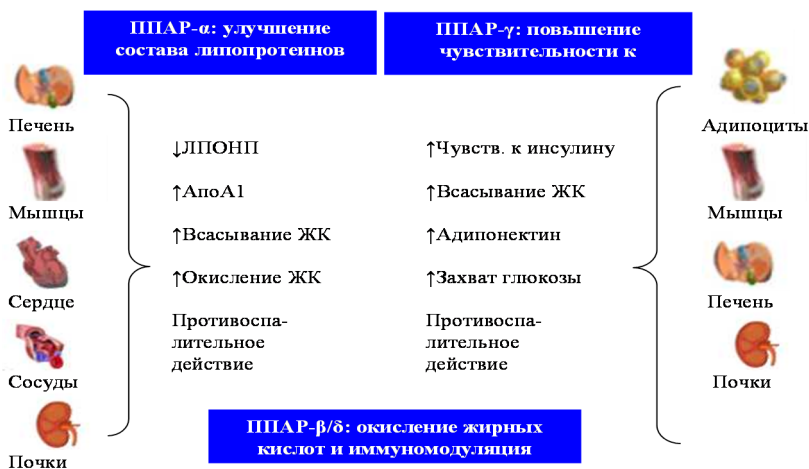 ППАР-α: улучшение
состава липопротеинов
ППАР-γ: повышение
чувствительности к
Печень
Мышцы
Сердце
Сосуды
Почки
↓ЛПОНП
↑АпоА1
↑Всасывание ЖК
↑Окисление ЖК
Противоспа-
лительное
действие
↑Чувств. к инсулину
↑Всасывание ЖК
↑Адипонектин
↑Захват глюкозы
Противоспа-
лительное
действие
Адипоциты
Мышцы
Печень
Почки
ППАР-β/δ: окисление жирных
кислот и иммуномодуляция